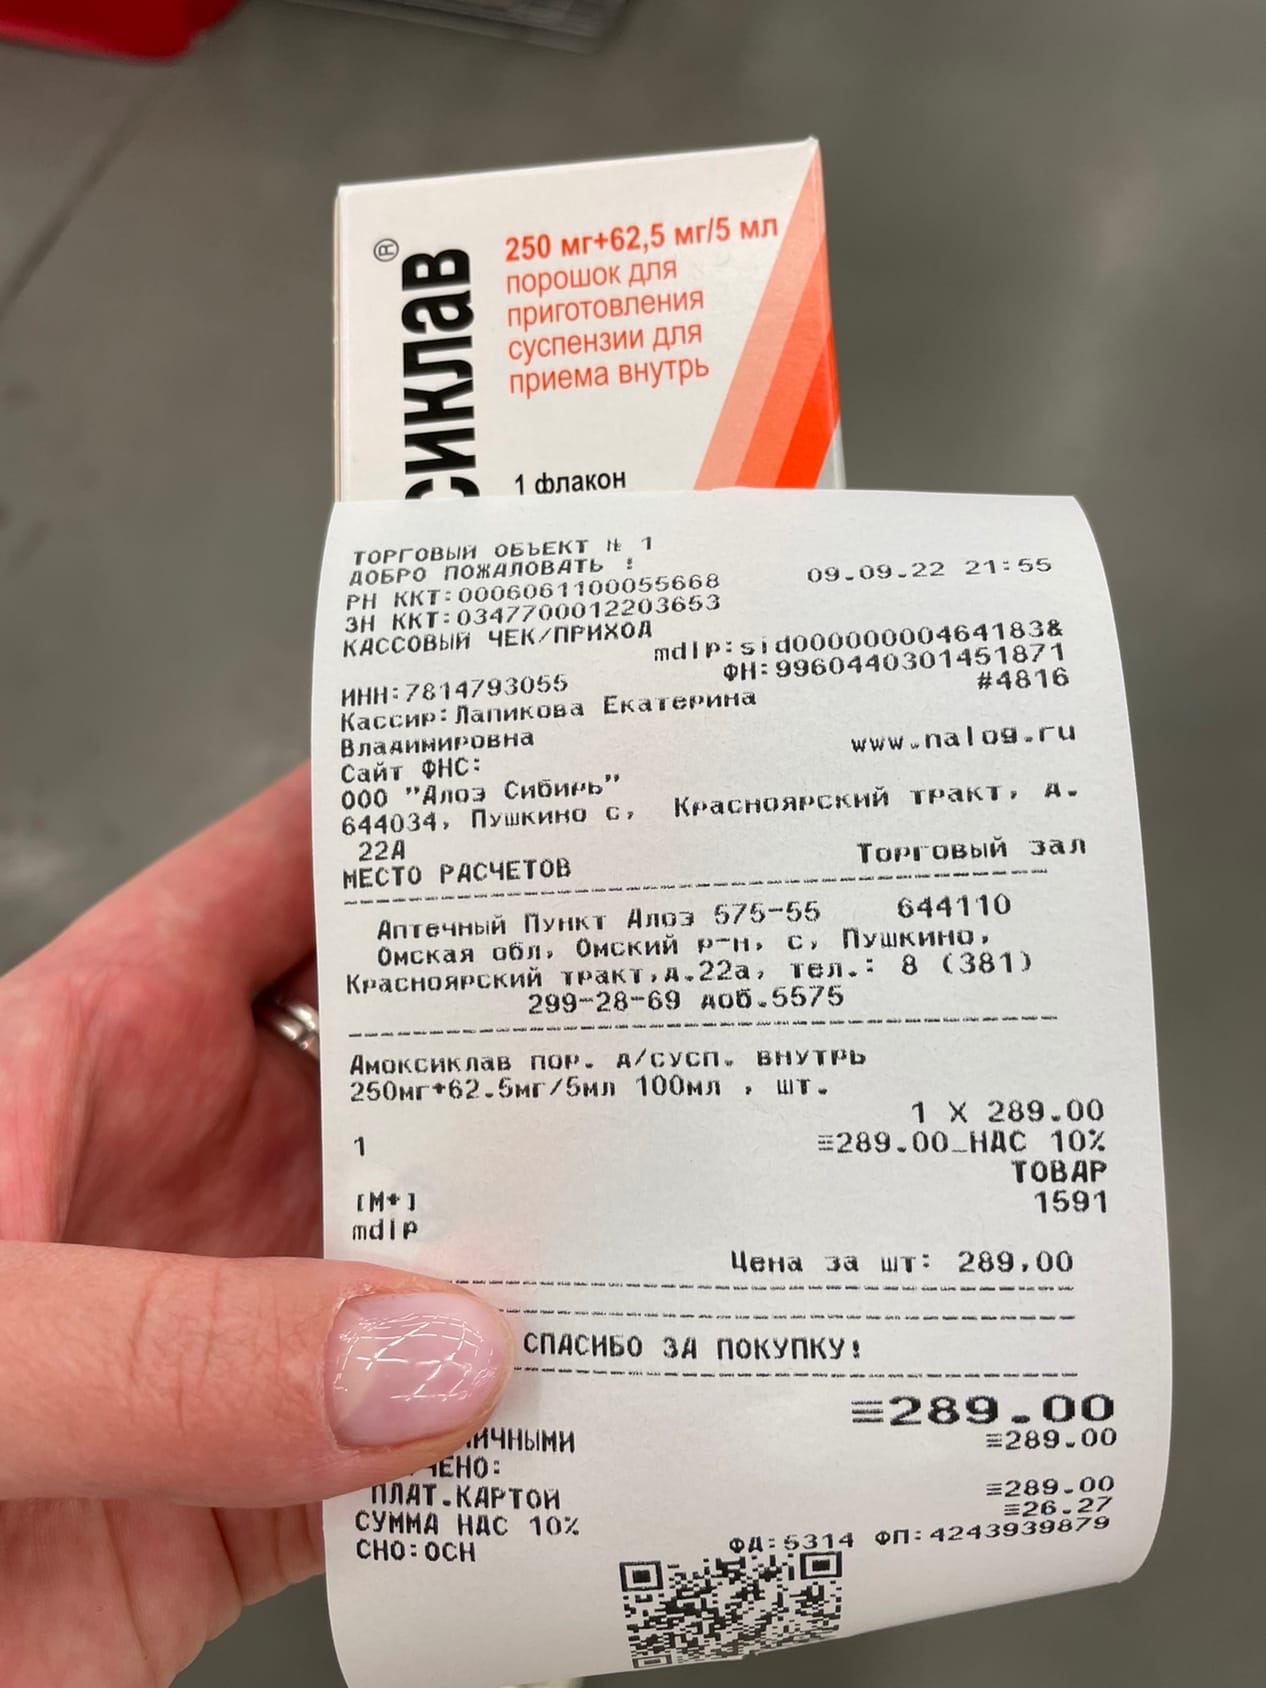 ®
250 мг+62,5 мг/5 мл
порошок для
приготовления
суспензии для
приема внутрь
1 флакон
ТОРГОВЫЙ ОБЪЕКТ № 1
ДОБРО ПОЖАЛОВАТЬ !
РН ККТ:0006061100055668 09.09.22 21:55
ЗН ККТ:0347700012203653
КАССОВЫЙ ЧЕК/ПРИХОД
mdlp:sid00000000464183&
ИНН:7814793055 ФН:9960440301451871
Кассир:Лапикова Екатерина #4816
Владимировна
Сайт ФНС: www.nalog.ru
ООО "Алоэ Сибирь"
644034, Пушкино с, Красноярский тракт, д.
22А
МЕСТО РАСЧЕТОВ Торговый зал
Аптечный Пункт Алоэ 575-55 644110
Омская обл, Омский р-н, с, Пушкино,
Красноярский тракт,д.22а, тел.: 8 (381)
299-28-69 доб.5575
Амоксиклав пор. д/сусп. внутрь
250мг+62.5мг/5мл 100мл , шт.
1 X 289.00
1 ≡289.00_НДС 10%
ТОВАР
[М+] 1591
mdlp
Цена за шт: 289,00
СПАСИБО ЗА ПОКУПКУ!
≡289.00
≡289.00
ПЛАТ.КАРТОЙ ≡289.00
СУММА НДС 10% ≡26.27
СНО:ОСН ФД:5314 ФП:4243939879